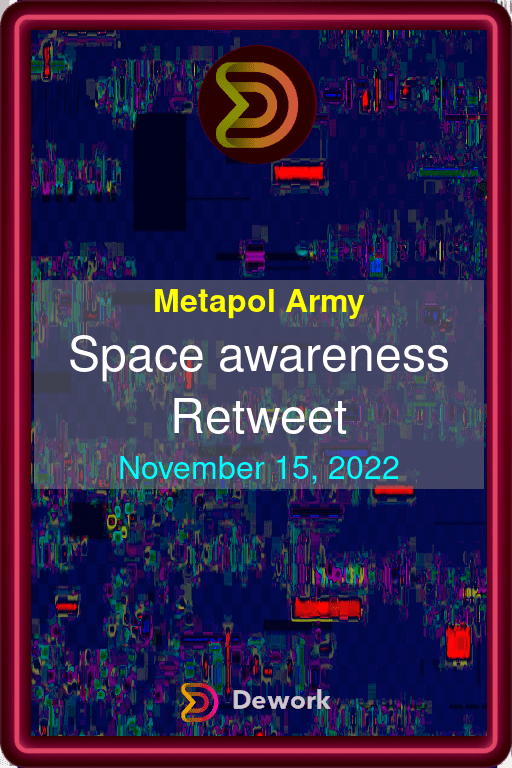 Metapol Army
Space awareness
Retweet
November 15, 2022
Dework